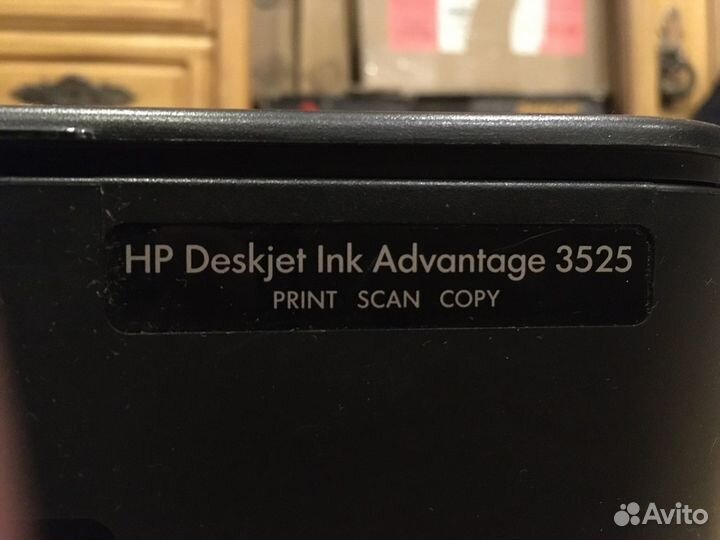 HP Deskjet Ink Advantage 3525
PRINT SCAN COPY
Avito